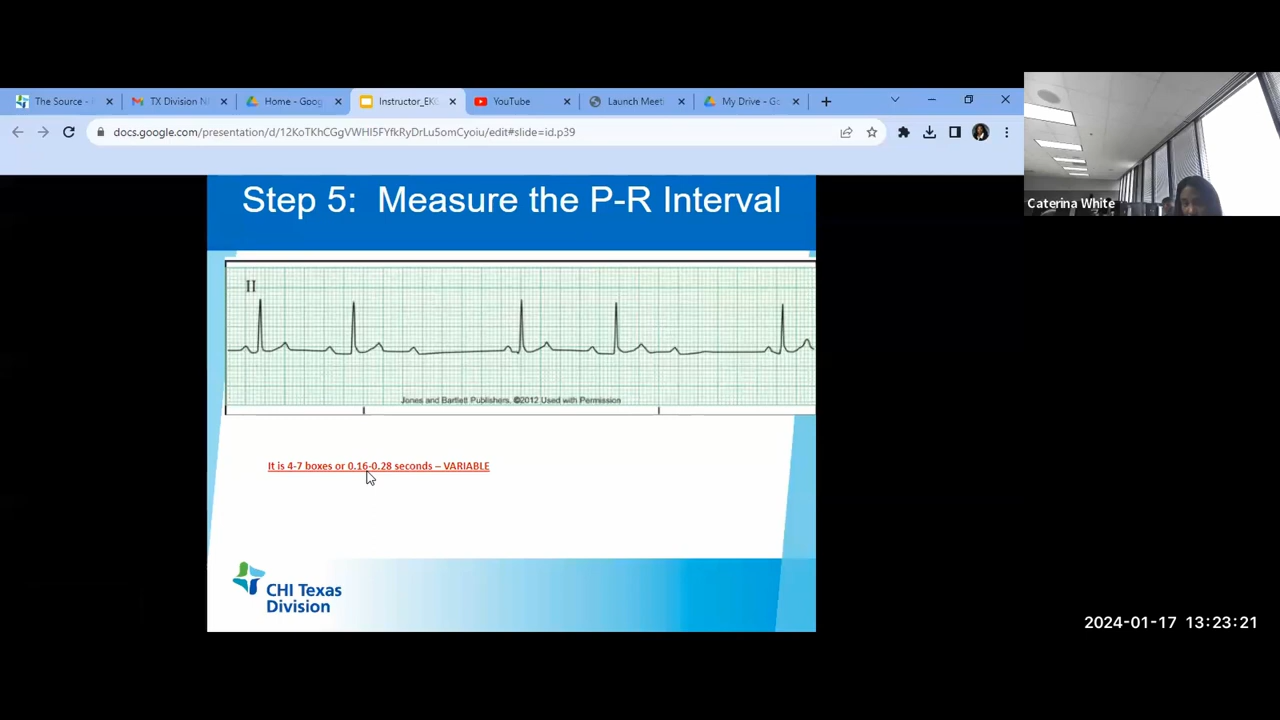 The Source -
TX Division N
Home - Goog
Instructor_EK
YouTube
Launch Meeti
My Drive - Go
docs.google.com/presentation/d/12KoTKhCGgVWHI5FYfkRyDrLu5omCyoiu/edit#slide=id.p39
Caterina White
Step 5: Measure the P-R Interval
II
Jones and Bartlett Publishers. ©2012 Used with Permission
It is 4-7 boxes or 0.16-0.28 seconds – VARIABLE
CHI Texas
Division
2024-01-17 13:23:21